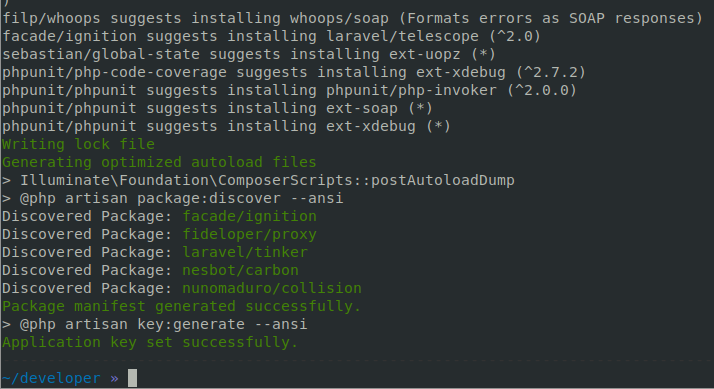 )
filp/whoops suggests installing whoops/soap (Formats errors as SOAP responses)
facade/ignition suggests installing laravel/telescope (^2.0)
sebastian/global-state suggests installing ext-uopz (*)
phpunit/php-code-coverage suggests installing ext-xdebug (^2.7.2)
phpunit/phpunit suggests installing phpunit/php-invoker (^2.0.0)
phpunit/phpunit suggests installing ext-soap (*)
phpunit/phpunit suggests installing ext-xdebug (*)
Writing lock file
Generating optimized autoload files
> Illuminate\Foundation\ComposerScripts::postAutoloadDump
> @php artisan package:discover --ansi
Discovered Package: facade/ignition
Discovered Package: fideloper/proxy
Discovered Package: laravel/tinker
Discovered Package: nesbot/carbon
Discovered Package: nunomaduro/collision
Package manifest generated successfully.
> @php artisan key:generate --ansi
Application key set successfully.
~/developer »